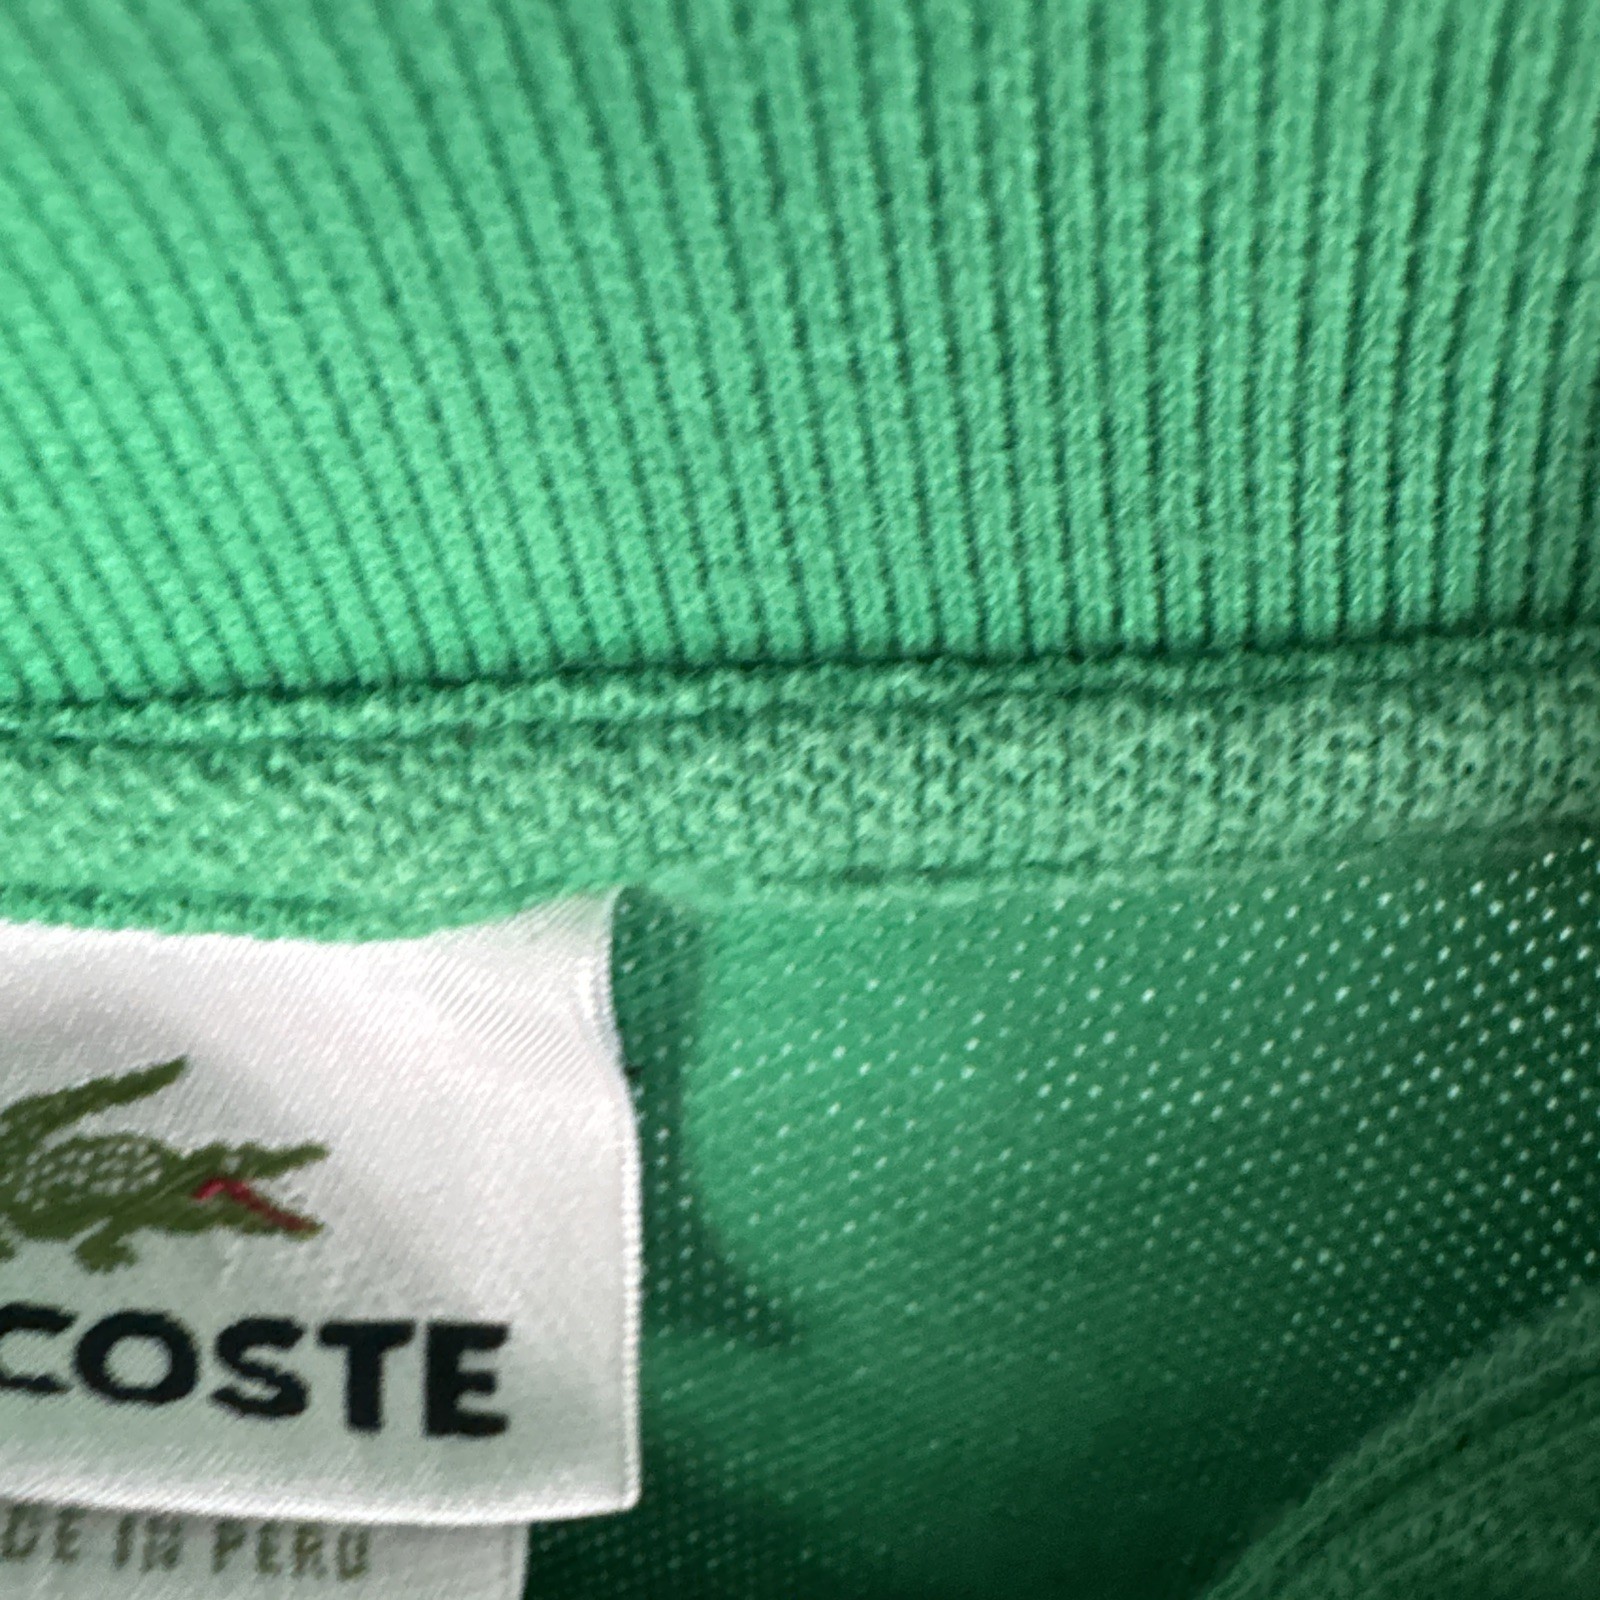 COSTE
DE IN PERU